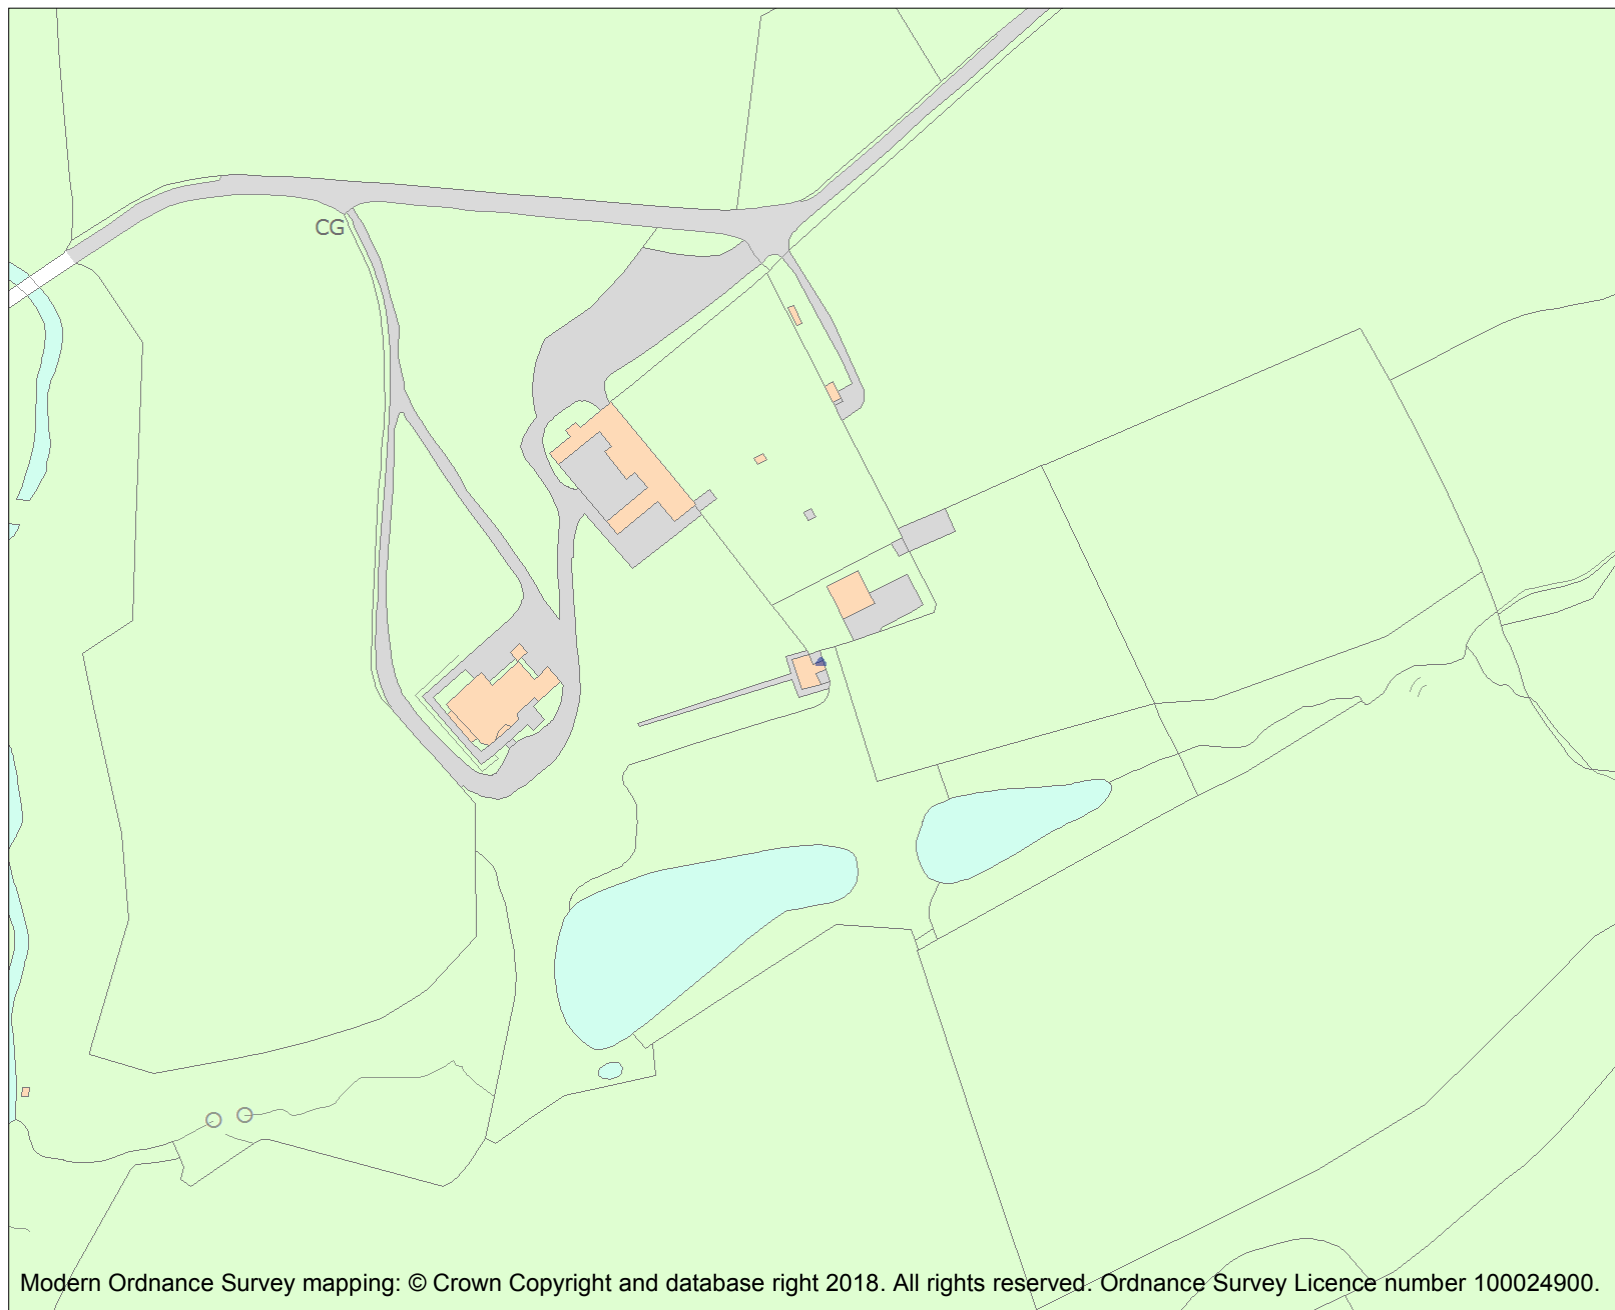 CG
Modern Ordnance Survey mapping: © Crown Copyright and database right 2018. All rights reserved. Ordnance Survey Licence number 100024900.